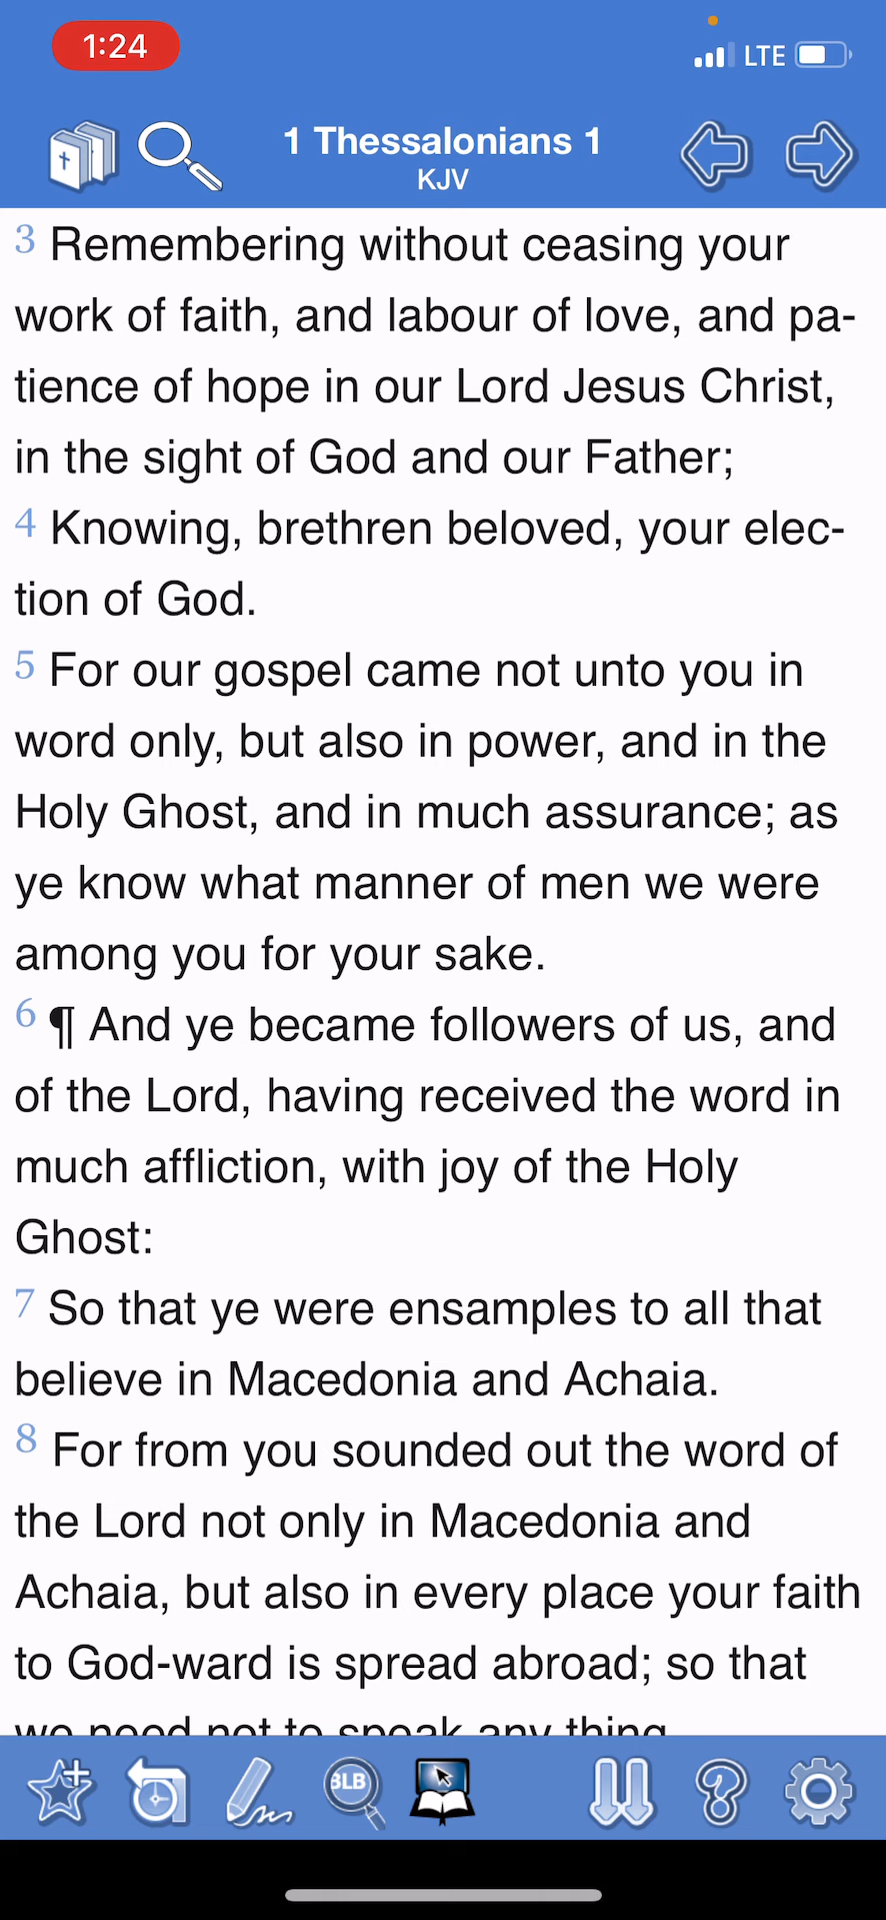 1:24
LTE
1 Thessalonians 1
KJV
3 Remembering without ceasing your
work of faith, and labour of love, and pa-
tience of hope in our Lord Jesus Christ,
in the sight of God and our Father;
4 Knowing, brethren beloved, your elec-
tion of God.
5 For our gospel came not unto you in
word only, but also in power, and in the
Holy Ghost, and in much assurance; as
ye know what manner of men we were
among you for your sake.
6 ¶ And ye became followers of us, and
of the Lord, having received the word in
much affliction, with joy of the Holy
Ghost:
7 So that ye were ensamples to all that
believe in Macedonia and Achaia.
8 For from you sounded out the word of
the Lord not only in Macedonia and
Achaia, but also in every place your faith
to God-ward is spread abroad; so that
we need not to speak any thing.
BLB